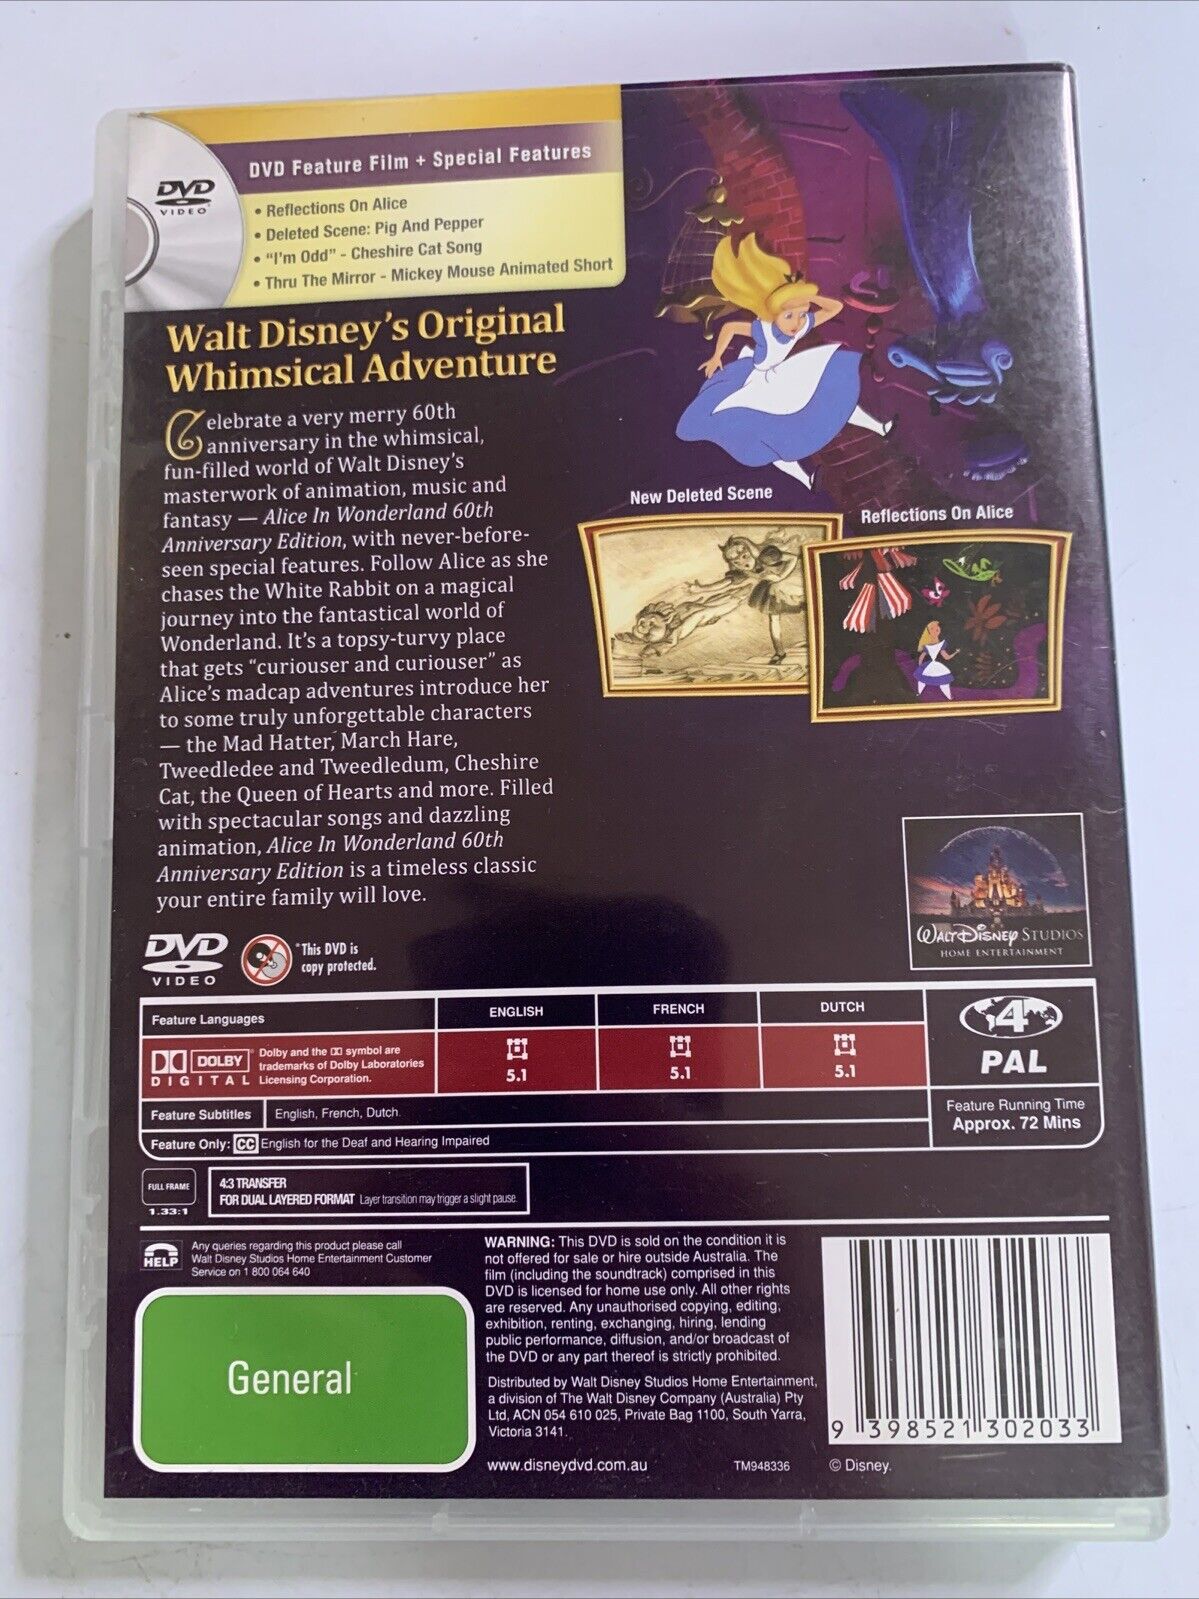 DVD Feature Film + Special Features
DVD
VIDEO
• Reflections On Alice
• Deleted Scene: Pig And Pepper
• "I'm Odd" - Cheshire Cat Song
• Thru The Mirror - Mickey Mouse Animated Short
Walt Disney's Original
Whimsical Adventure
Celebrate a very merry 60th
anniversary in the whimsical,
fun-filled world of Walt Disney's
masterwork of animation, music and
fantasy — Alice In Wonderland 60th
Anniversary Edition, with never-before-
seen special features. Follow Alice as she
chases the White Rabbit on a magical
journey into the fantastical world of
Wonderland. It's a topsy-turvy place
that gets "curiouser and curiouser" as
Alice's madcap adventures introduce her
to some truly unforgettable characters
— the Mad Hatter, March Hare,
Tweedledee and Tweedledum, Cheshire
Cat, the Queen of Hearts and more. Filled
with spectacular songs and dazzling
animation, Alice In Wonderland 60th
Anniversary Edition is a timeless classic
your entire family will love.
New Deleted Scene
Reflections On Alice
WALT DISNEY STUDIOS
HOME ENTERTAINMENT
DVD
VIDEO
*This DVD is
copy protected.
Feature Languages
ENGLISH
FRENCH
DUTCH
DOLBY
DIGITAL
Dolby and the DD symbol are
trademarks of Dolby Laboratories
Licensing Corporation.
5.1
5.1
5.1
4
PAL
Feature Subtitles
English, French, Dutch.
Feature Only: CC English for the Deaf and Hearing Impaired
Feature Running Time
Approx. 72 Mins
FULL FRAME
1.33:1
4:3 TRANSFER
FOR DUAL LAYERED FORMAT Layer transition may trigger a slight pause.
HELP
Any queries regarding this product please call
Walt Disney Studios Home Entertainment Customer
Service on 1 800 064 640
General
WARNING: This DVD is sold on the condition it is
not offered for sale or hire outside Australia. The
film (including the soundtrack) comprised in this
DVD is licensed for home use only. All other rights
are reserved. Any unauthorised copying, editing,
exhibition, renting, exchanging, hiring, lending
public performance, diffusion, and/or broadcast of
the DVD or any part thereof is strictly prohibited.
Distributed by Walt Disney Studios Home Entertainment,
a division of The Walt Disney Company (Australia) Pty
Ltd, ACN 054 610 025, Private Bag 1100, South Yarra,
Victoria 3141.
www.disneydvd.com.au
TM948336
9 398521 302033
© Disney.